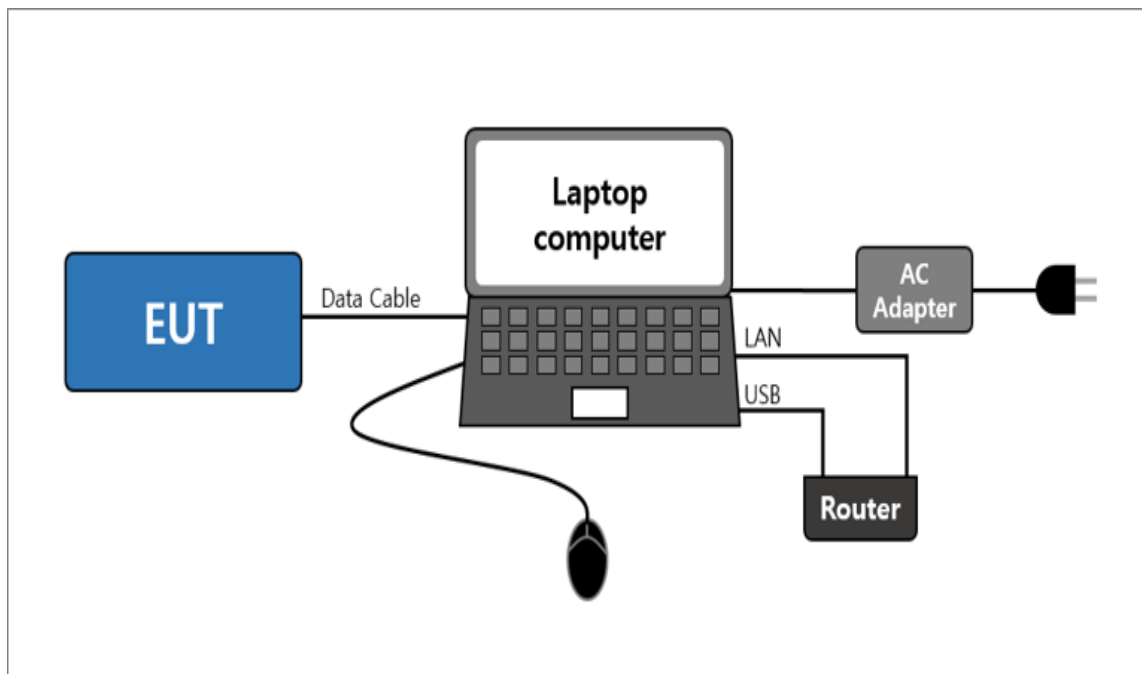 Laptop
computer
EUT
Data Cable
AC
Adapter
LAN
USB
Router